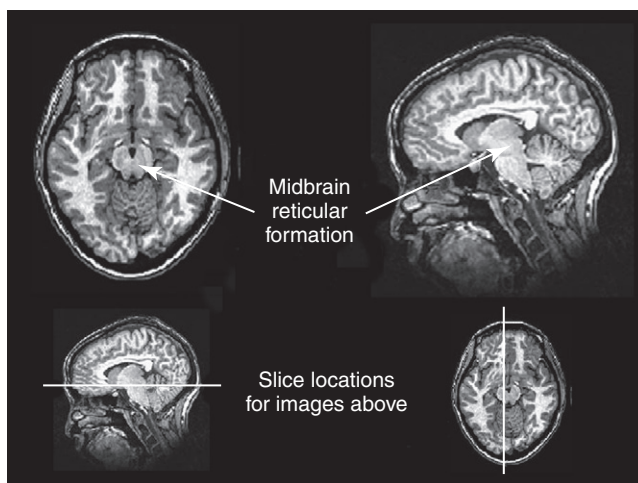 Midbrain
reticular
formation
Slice locations
for images above